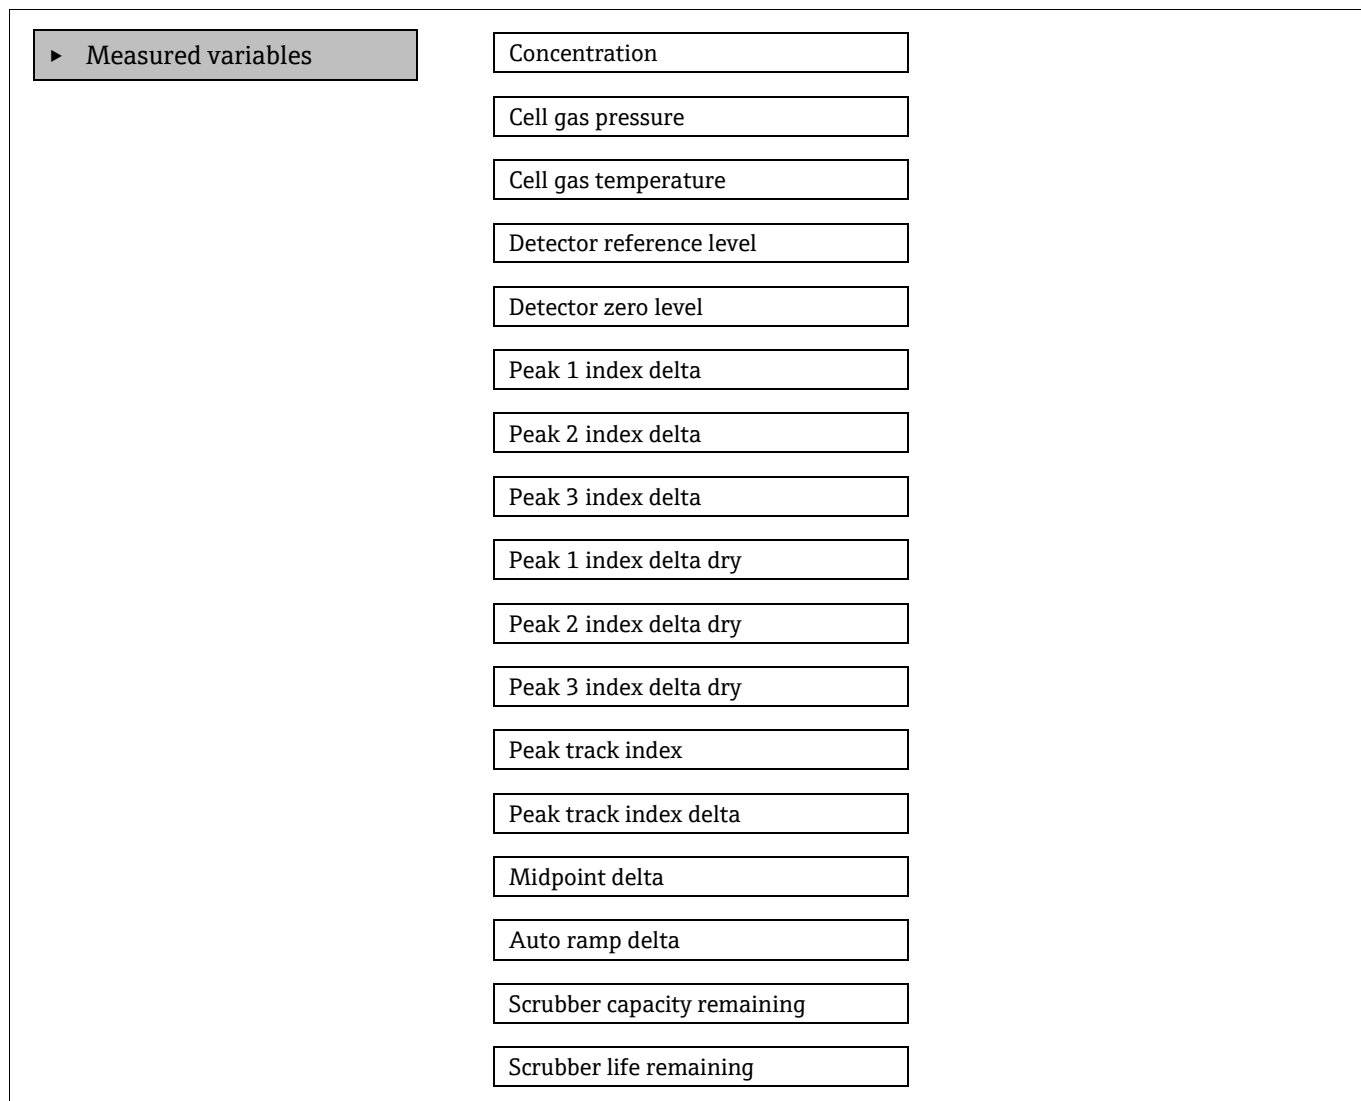 ► Measured variables
Concentration
Cell gas pressure
Cell gas temperature
Detector reference level
Detector zero level
Peak 1 index delta
Peak 2 index delta
Peak 3 index delta
Peak 1 index delta dry
Peak 2 index delta dry
Peak 3 index delta dry
Peak track index
Peak track index delta
Midpoint delta
Auto ramp delta
Scrubber capacity remaining
Scrubber life remaining